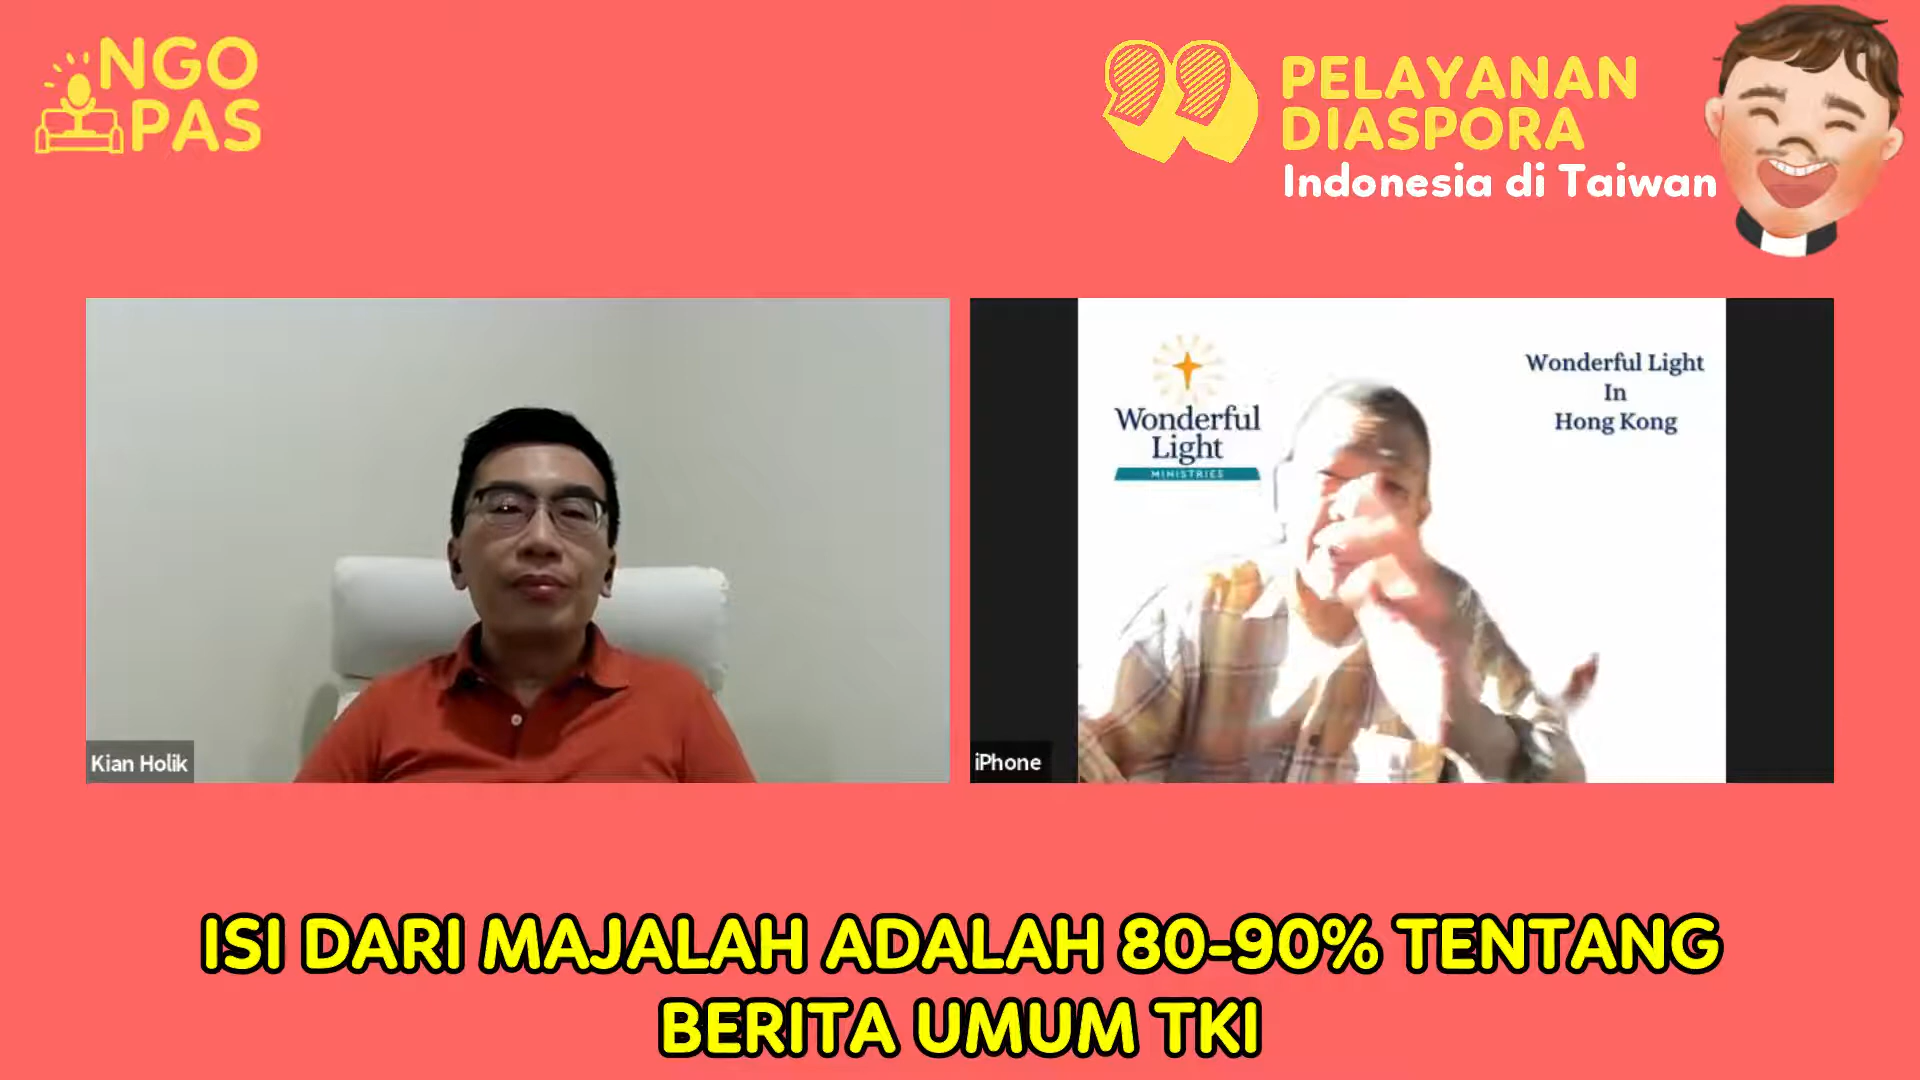 NGO
PAS
PELAYANAN
DIASPORA
Indonesia di Taiwan
Wonderful
Light
MINISTRIES
Wonderful Light
In
Hong Kong
Kian Holik
iPhone
ISI DARI MAJALAH ADALAH 80-90% TENTANG
BERITA UMUM TKI